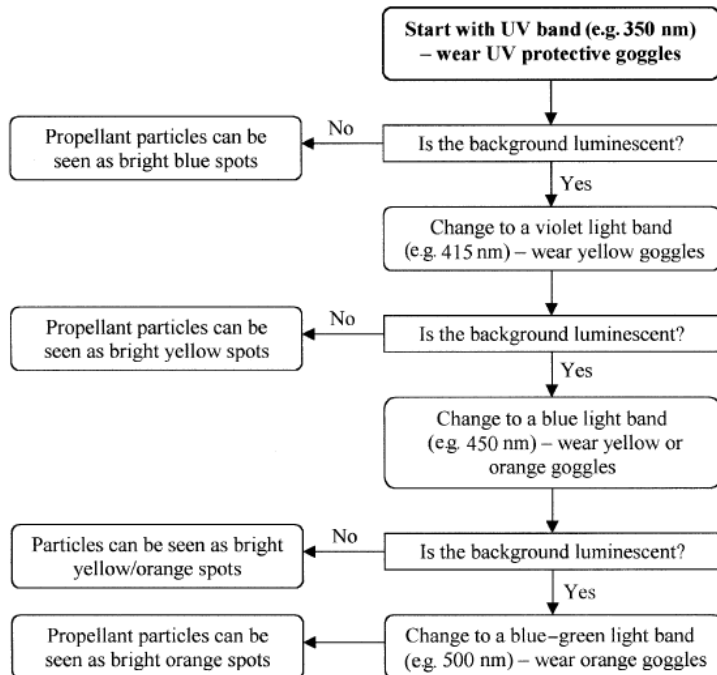 Start with UV band (e.g. 350 nm)
– wear UV protective goggles
No
Propellant particles can be
seen as bright blue spots
Is the background luminescent?
Yes
Change to a violet light band
(e.g. 415 nm) – wear yellow goggles
No
Propellant particles can be
seen as bright yellow spots
Is the background luminescent?
Yes
Change to a blue light band
(e.g. 450 nm) – wear yellow or
orange goggles
No
Particles can be seen as bright
yellow/orange spots
Is the background luminescent?
Yes
Propellant particles can be
seen as bright orange spots
Change to a blue–green light band
(e.g. 500 nm) – wear orange goggles